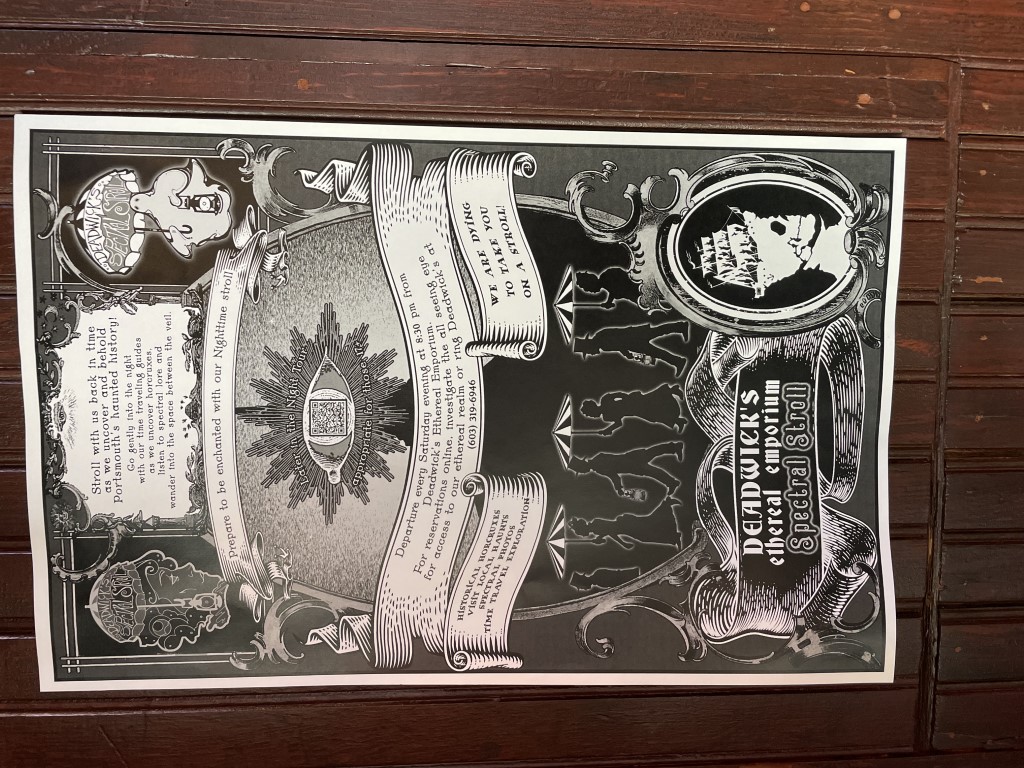 Stroll with us back in time
as we uncover and behold
Portsmouth's haunted history!
Go gently into the night
with our time traveling guides
as we uncover horcruxes,
listen to spectral lore and
wander into the space between the veil.
DEADWICK'S
DEADWICK'S
Prepare to be enchanted with our Nighttime stroll
Later in the Night Tour
appropriate for those 17+
Departure every Saturday evening at 8:30 pm from
Deadwick's Ethereal Emporium.
For reservations online, investigate the all seeing eye
for access to our ethereal realm or ring Deadwick's at
(603) 319-6946
HISTORICAL HORCRUXES
VISIT LOCAL HAUNTS
SPECTRAL PHOTOS
TIME TRAVEL EXPLORATION
WE ARE DYING
TO TAKE YOU
ON A STROLL!
DEADWICK'S
ethereal emporium
Spectral Stroll